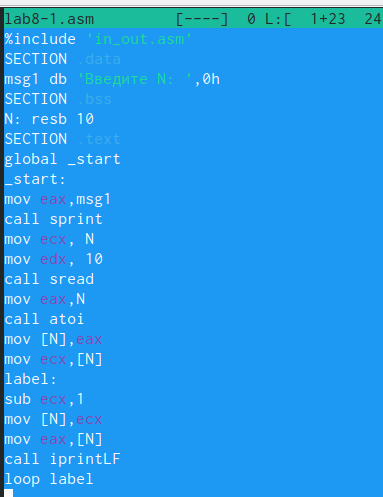 lab8-1.asm [----] 0 L:[ 1+23 24
%include 'in_out.asm'
SECTION .data
msg1 db 'Введите N: ',0h
SECTION .bss
N: resb 10
SECTION .text
global _start
_start:
mov eax,msg1
call sprint
mov ecx, N
mov edx, 10
call sread
mov eax,N
call atoi
mov [N],eax
mov ecx,[N]
label:
sub ecx,1
mov [N],ecx
mov eax,[N]
call iprintLF
loop label